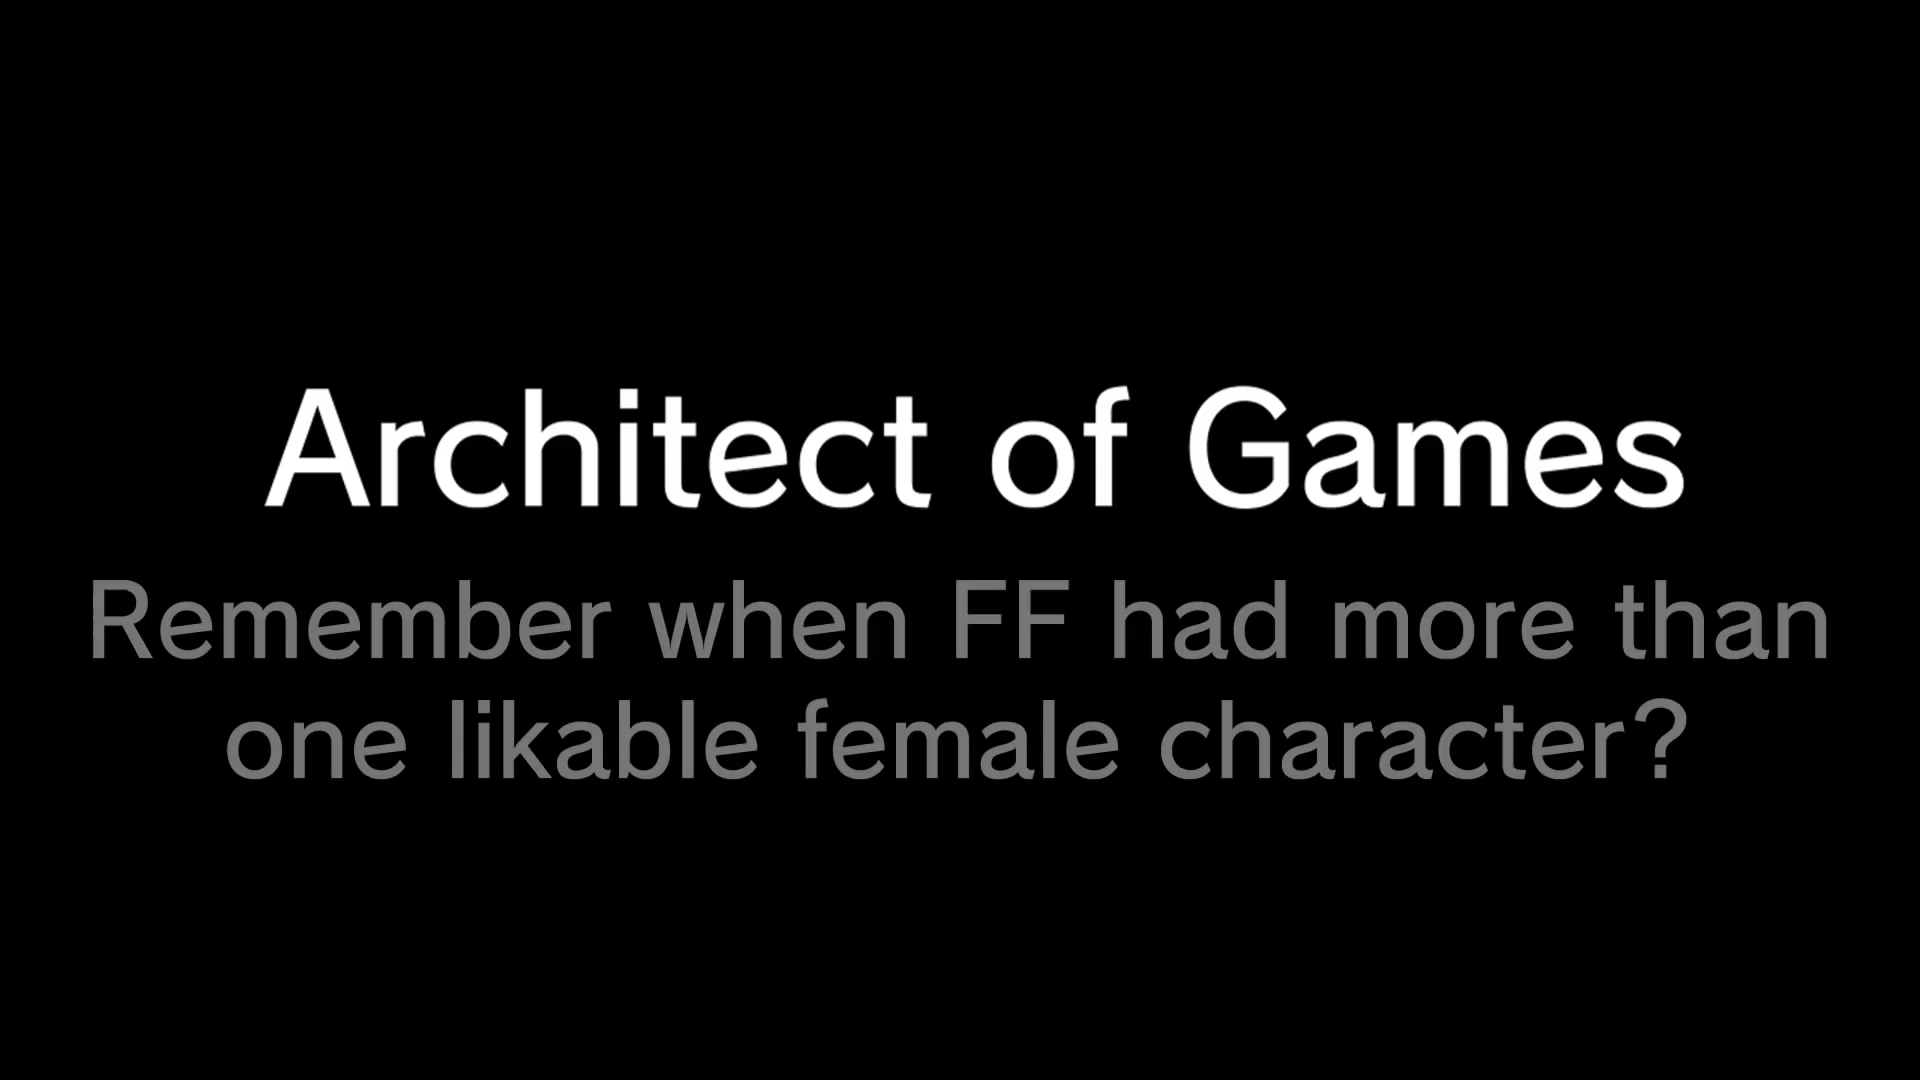 Architect of Games
Remember when FF had more than
one likable female character?